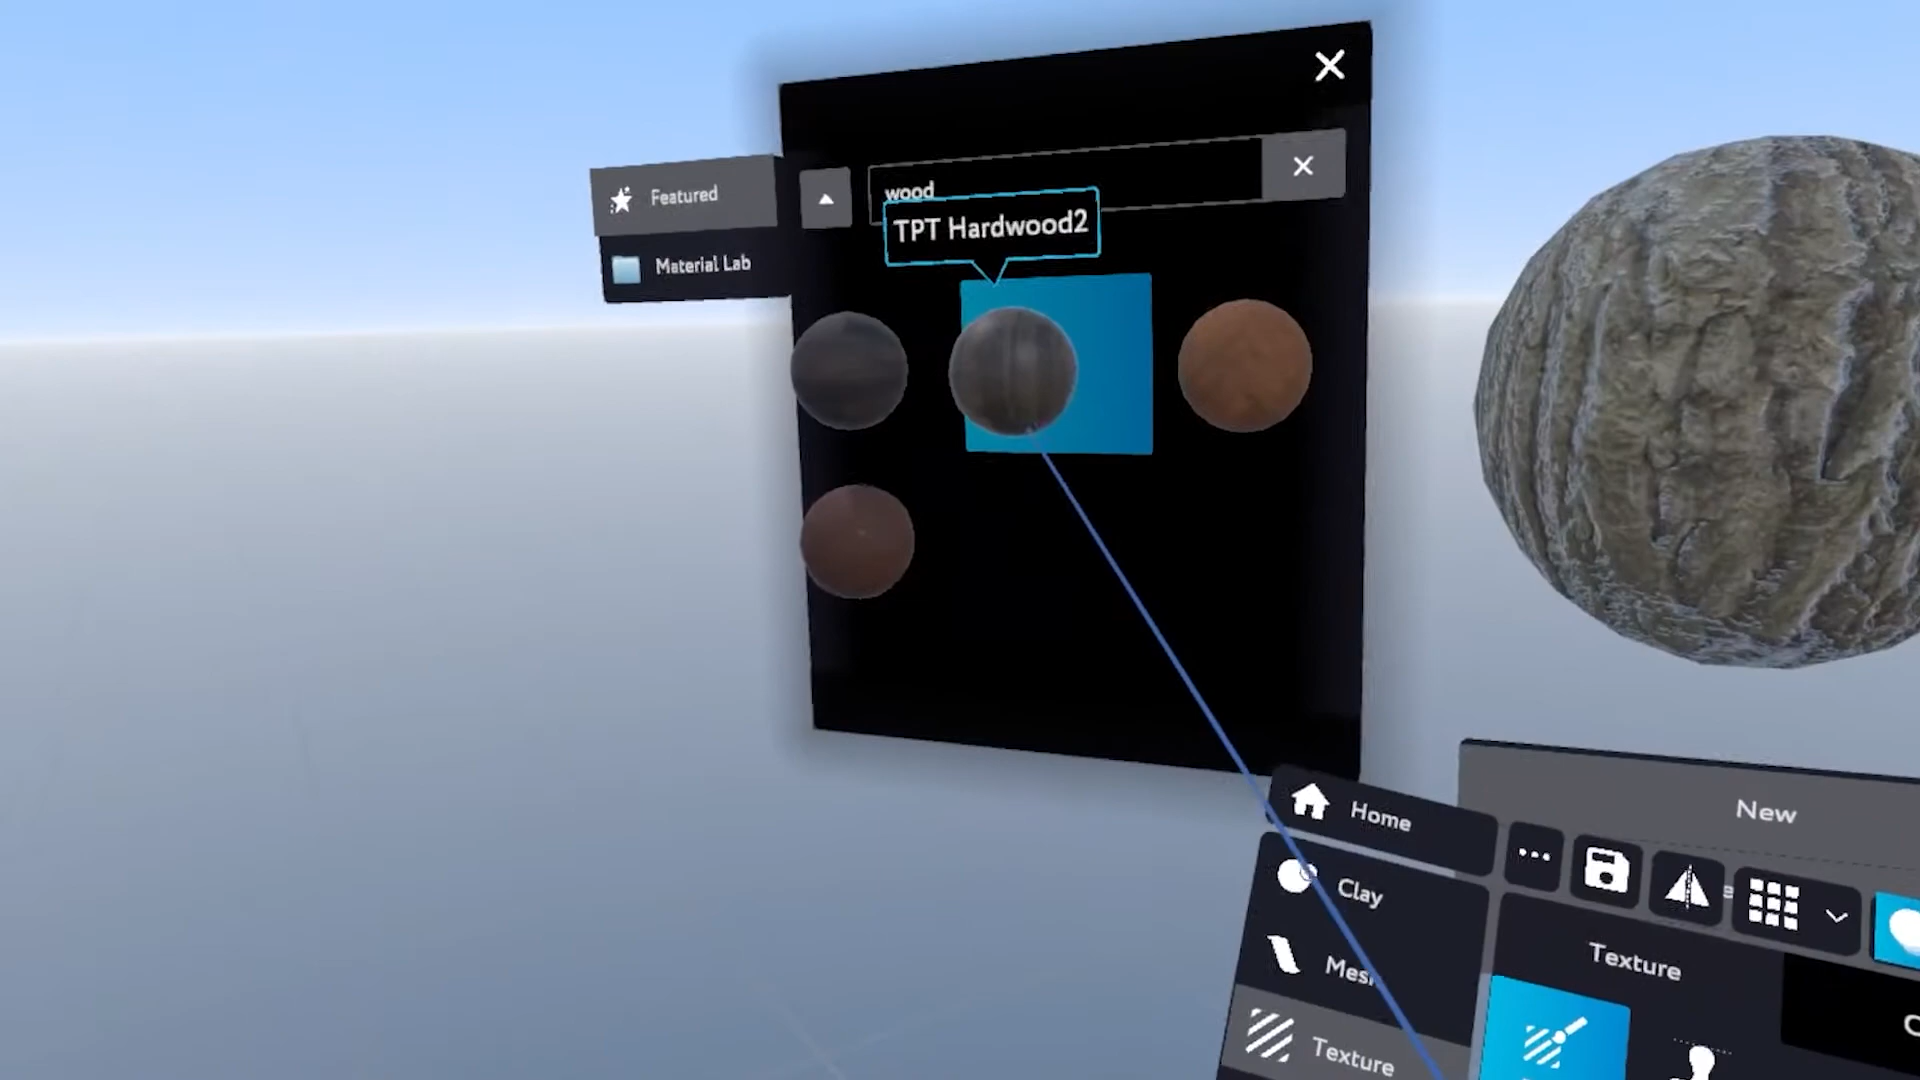 Featured
Material Lab
wood
TPT Hardwood2
Home
New
Clay
Texture
Texture